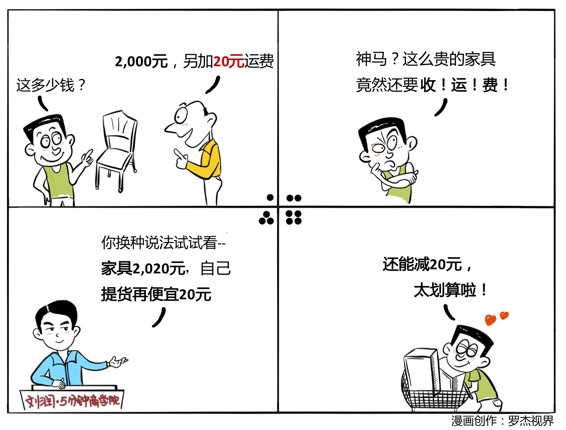 这多少钱？
2,000元，另加20元运费
神马？这么贵的家具
竟然还要 收！运！费！
你换种说法试试看--
家具2,020元，自己
提货再便宜20元
刘润·5分钟商学院
还能减20元，
太划算啦！
漫画创作：罗杰视界